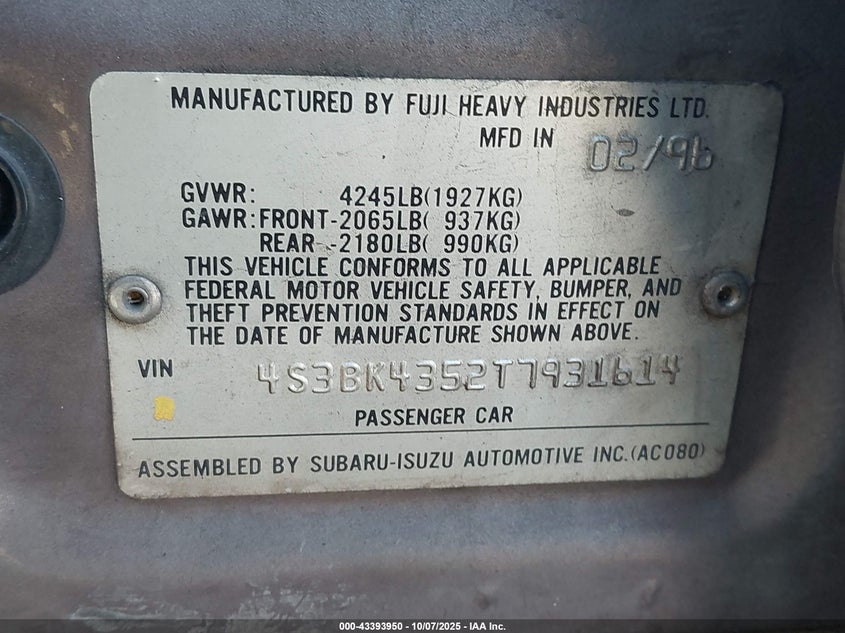 MANUFACTURED BY FUJI HEAVY INDUSTRIES LTD.
MFD IN 02/96
GVWR: 4245LB(1927KG)
GAWR:FRONT-2065LB( 937KG)
REAR -2180LB( 990KG)
THIS VEHICLE CONFORMS TO ALL APPLICABLE
FEDERAL MOTOR VEHICLE SAFETY, BUMPER, AND
THEFT PREVENTION STANDARDS IN EFFECT ON
THE DATE OF MANUFACTURE SHOWN ABOVE.
VIN 4S3BK4352T7931614
PASSENGER CAR
ASSEMBLED BY SUBARU-ISUZU AUTOMOTIVE INC.(AC080)
000-43393950 - 10/07/2025 - IAA Inc.